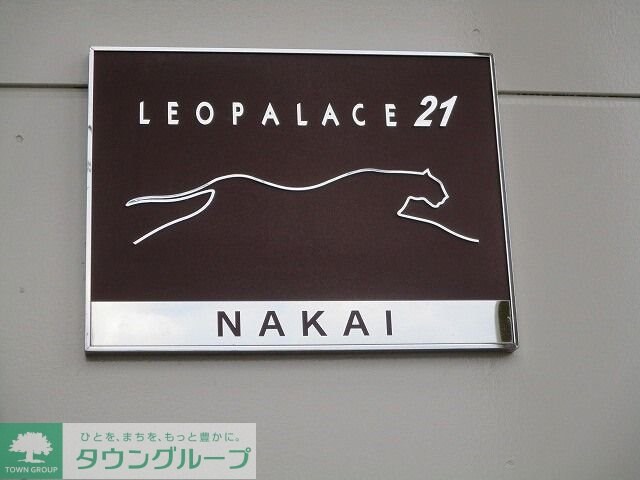 LEOPALACE 21
NAKAI
ひとを、まちを、もっと豊かに。
TOWN GROUP
タウングループ